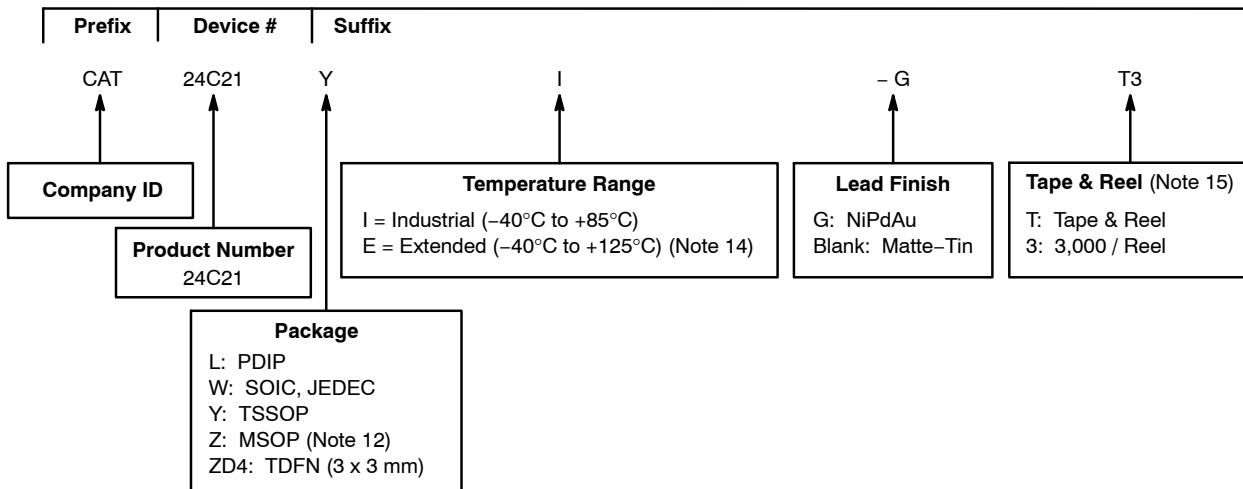 Prefix Device # Suffix
CAT 24C21 Y I – G T3
Company ID
Product Number
24C21
Package
L: PDIP
W: SOIC, JEDEC
Y: TSSOP
Z: MSOP (Note 12)
ZD4: TDFN (3 x 3 mm)
Temperature Range
I = Industrial (−40°C to +85°C)
E = Extended (−40°C to +125°C) (Note 14)
Lead Finish
G: NiPdAu
Blank: Matte−Tin
Tape & Reel (Note 15)
T: Tape & Reel
3: 3,000 / Reel